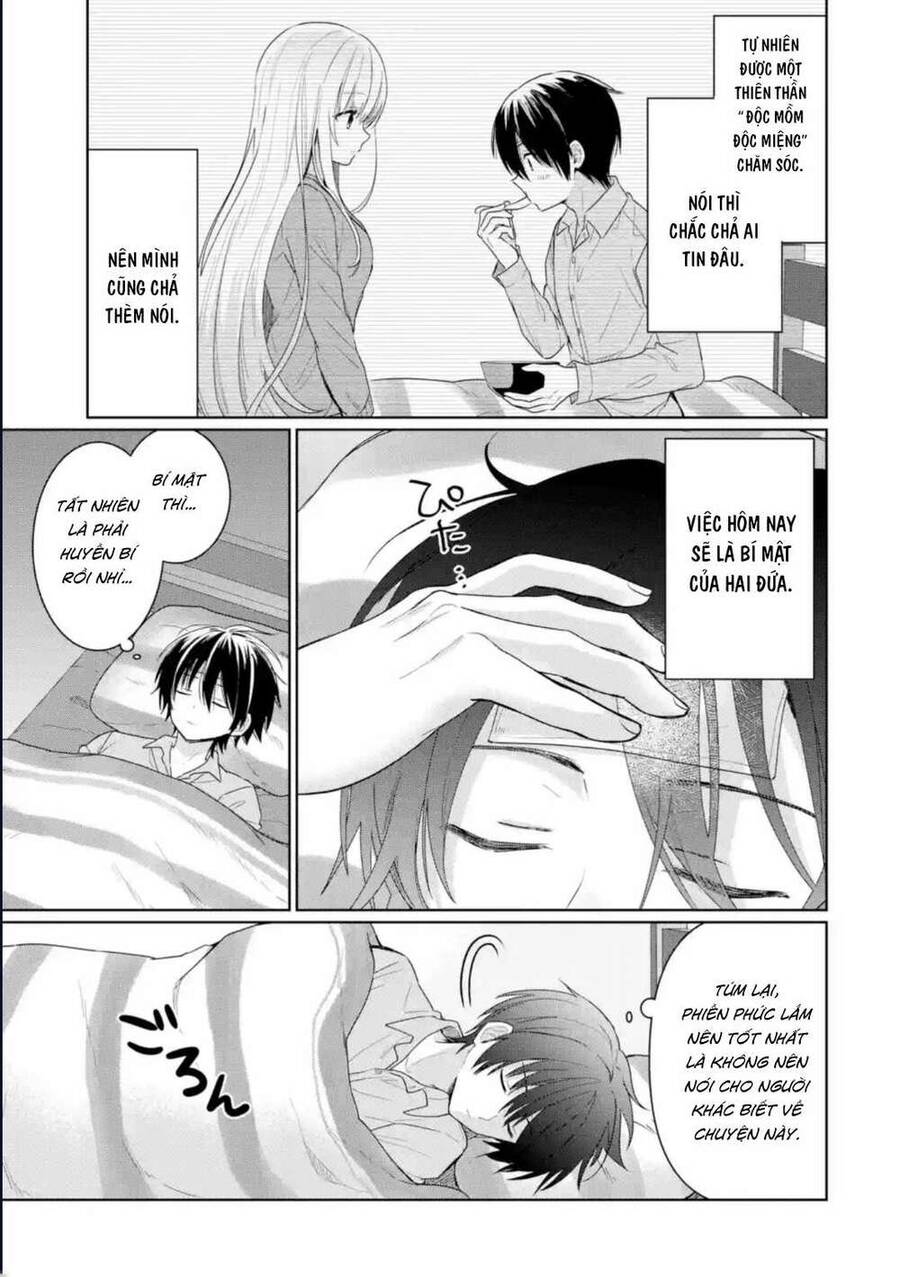 TỰ NHIÊN
ĐƯỢC MỘT
THIÊN THẦN
“ĐỘC MỒM
ĐỘC MIỆNG”
CHĂM SÓC.
NÓI THÌ
CHẮC CHẢ AI
TIN ĐÂU.
NÊN MÌNH
CŨNG CHẢ
THÈM NÓI.
VIỆC HÔM NAY
SẼ LÀ BÍ MẬT
CỦA HAI ĐỨA.
ぴた…
BÍ MẬT
THÌ...
TẤT NHIÊN
LÀ PHẢI
HUYỀN BÍ
RỒI NHỈ...
TÚM LẠI,
PHIỀN PHỨC LẮM
NÊN TỐT NHẤT
LÀ KHÔNG NÊN
NÓI CHO NGƯỜI
KHÁC BIẾT VỀ
CHUYỆN NÀY.
ごろん